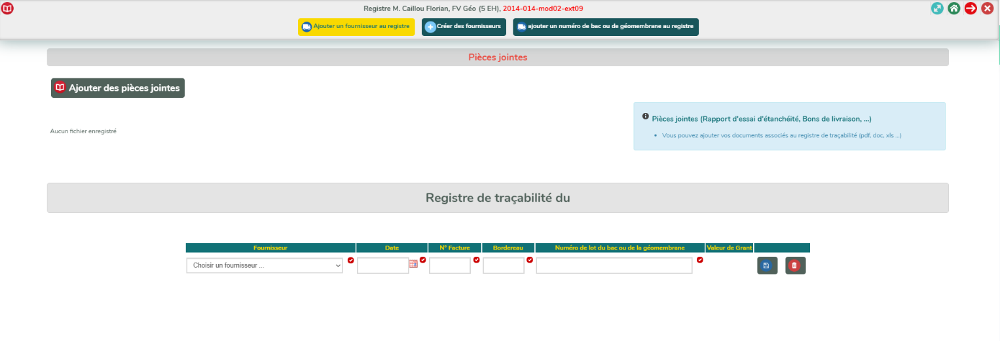 Registre M. Caillou Florian, FV Géo (5 EH), 2014-014-mod02-ext09
Ajouter un fournisseur au registre
Créer des fournisseurs
ajouter un numéro de bac ou de géomembrane au registre
Pièces jointes
Ajouter des pièces jointes
Pièces jointes (Rapport d'essai d'étanchéité, Bons de livraison, ...)
Aucun fichier enregistré
Vous pouvez ajouter vos documents associés au registre de traçabilité (pdf, doc, xls ...)
Registre de traçabilité du
Fournisseur Date N° Facture Bordereau Numéro de lot du bac ou de la géomembrane Valeur de Grant
Choisir un fournisseur ...